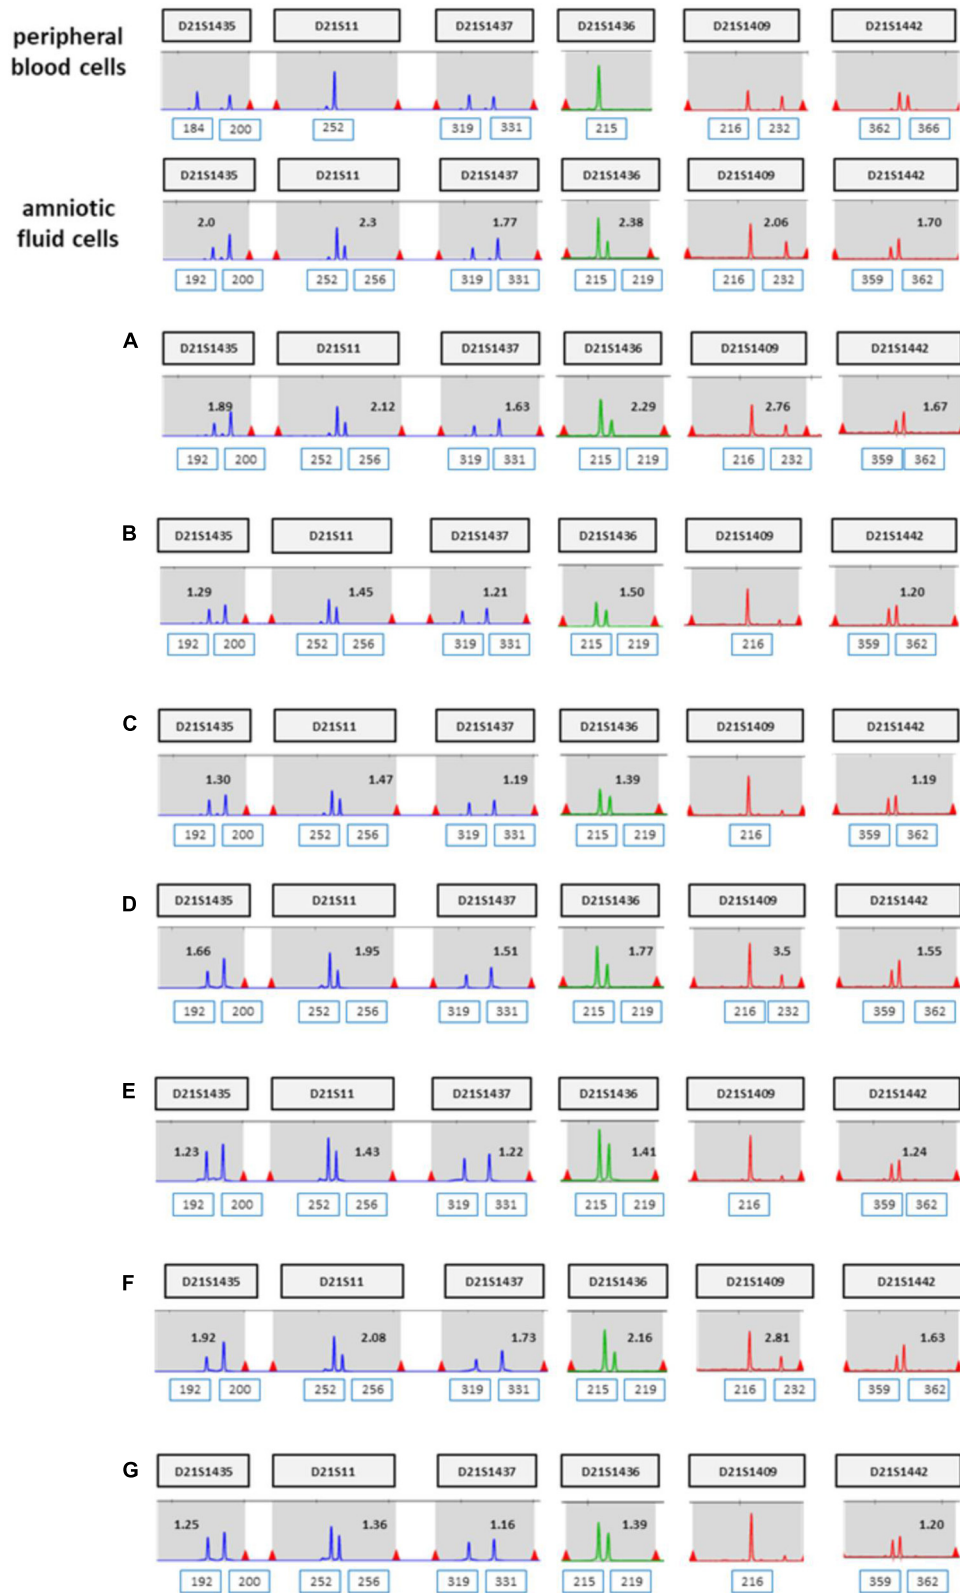 peripheral blood cells
D21S1435 D21S11 D21S1437 D21S1436 D21S1409 D21S1442
184 200 252 319 331 215 216 232 362 366
amniotic fluid cells
D21S1435 D21S11 D21S1437 D21S1436 D21S1409 D21S1442
2.0 2.3 1.77 2.38 2.06 1.70
192 200 252 256 319 331 215 219 216 232 359 362
A
D21S1435 D21S11 D21S1437 D21S1436 D21S1409 D21S1442
1.89 2.12 1.63 2.29 2.76 1.67
192 200 252 256 319 331 215 219 216 232 359 362
B
D21S1435 D21S11 D21S1437 D21S1436 D21S1409 D21S1442
1.29 1.45 1.21 1.50 1.20
192 200 252 256 319 331 215 219 216 359 362
C
D21S1435 D21S11 D21S1437 D21S1436 D21S1409 D21S1442
1.30 1.47 1.19 1.39 1.19
192 200 252 256 319 331 215 219 216 359 362
D
D21S1435 D21S11 D21S1437 D21S1436 D21S1409 D21S1442
1.66 1.95 1.51 1.77 3.5 1.55
192 200 252 256 319 331 215 219 216 232 359 362
E
D21S1435 D21S11 D21S1437 D21S1436 D21S1409 D21S1442
1.23 1.43 1.22 1.41 1.24
192 200 252 256 319 331 215 219 216 359 362
F
D21S1435 D21S11 D21S1437 D21S1436 D21S1409 D21S1442
1.92 2.08 1.73 2.16 2.81 1.63
192 200 252 256 319 331 215 219 216 232 359 362
G
D21S1435 D21S11 D21S1437 D21S1436 D21S1409 D21S1442
1.25 1.36 1.16 1.39 1.20
192 200 252 256 319 331 215 219 216 359 362